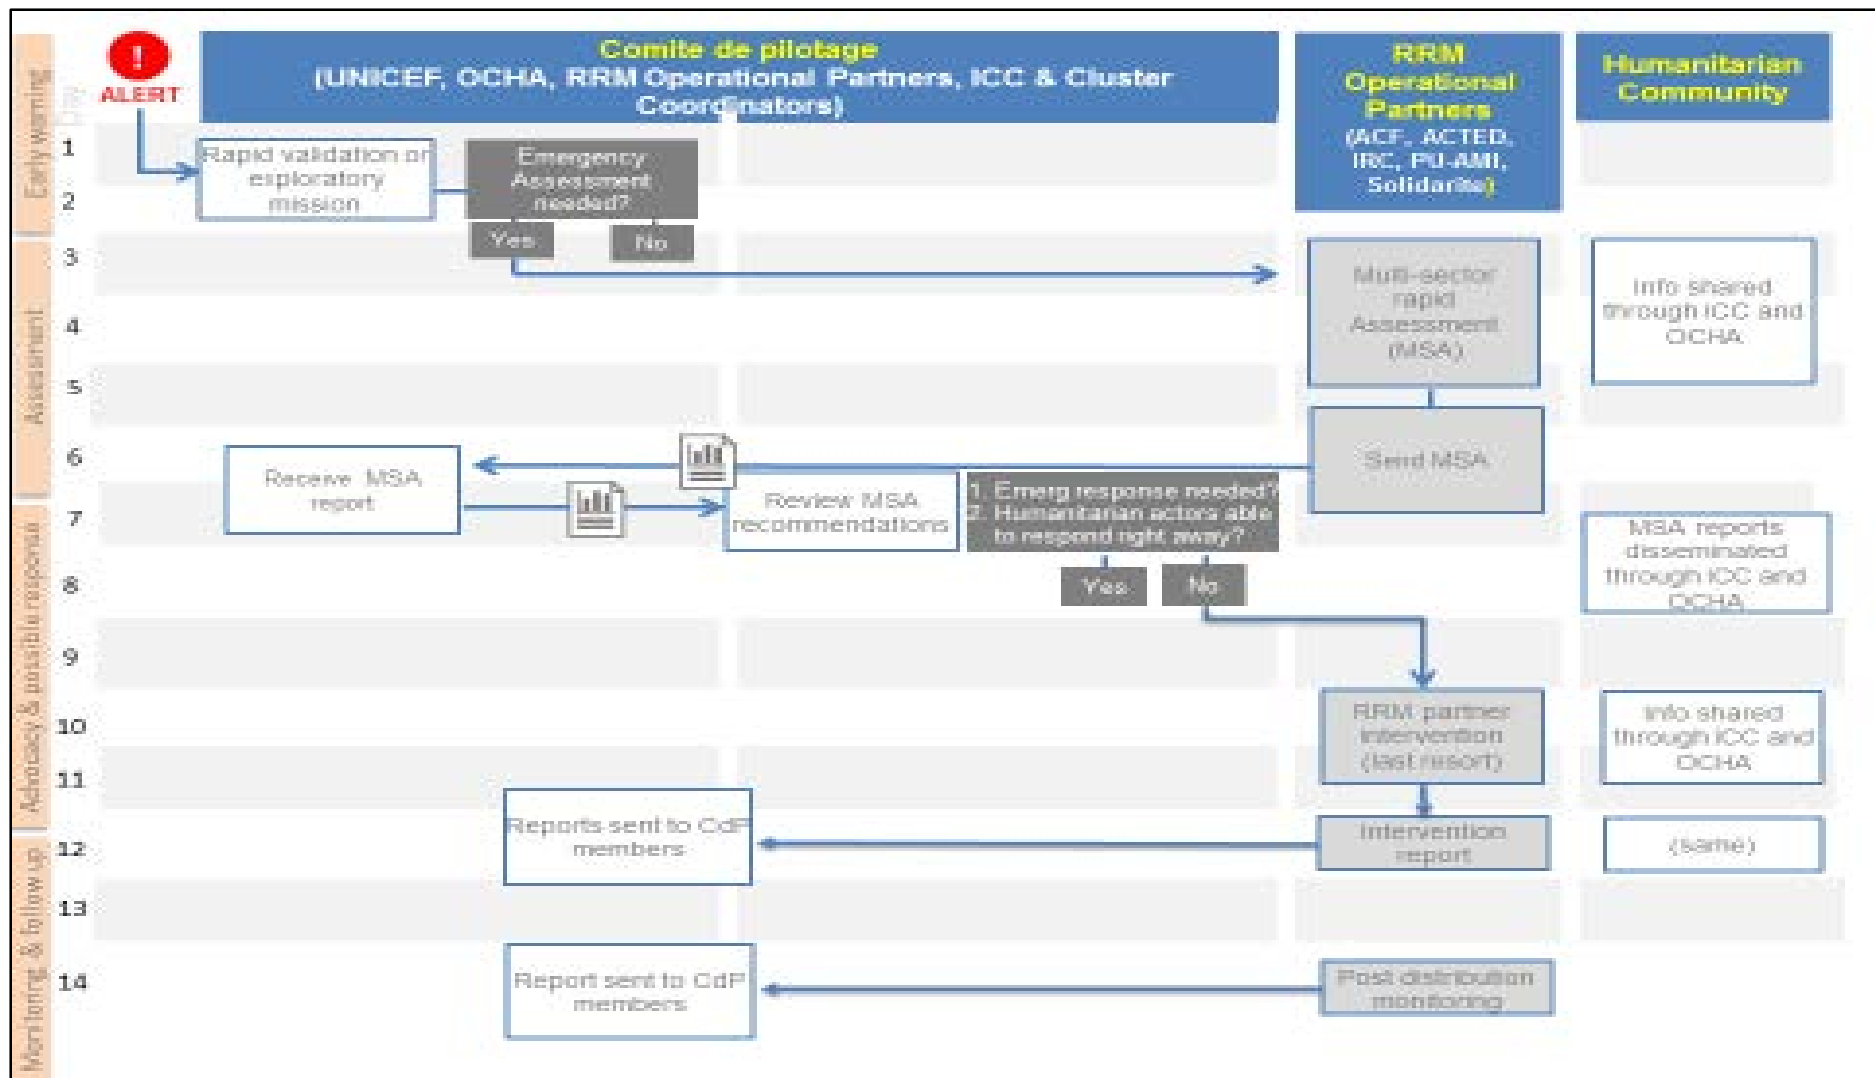 ALERT
Comite de pilotage
(UNICEF, OCHA, RRM Operational Partners, ICC & Cluster
Coordinators)
RRM
Operational
Partners
(ACF, ACTED,
IRC, PU-AMI,
Solidarite)
Humanitarian
Community
Day
Early warning
1
2
Rapid validation or
exploratory
mission
Emergency
Assessment
needed?
Yes
No
Assessment
3
4
5
6
Multi-sector
rapid
Assessment
(MSA)
Info shared
through ICC and
OCHA
Send MSA
Receive MSA
report
Review MSA
recommendations
1. Emerg response needed?
2. Humanitarian actors able
to respond right away?
Yes
No
MSA reports
disseminated
through ICC and
OCHA
Advocacy & possible response
7
8
9
10
11
RRM partner
intervention
(last resort)
Info shared
through ICC and
OCHA
Monitoring & follow up
12
13
14
Reports sent to CdP
members
Intervention
report
(same)
Report sent to CdP
members
Post distribution
monitoring